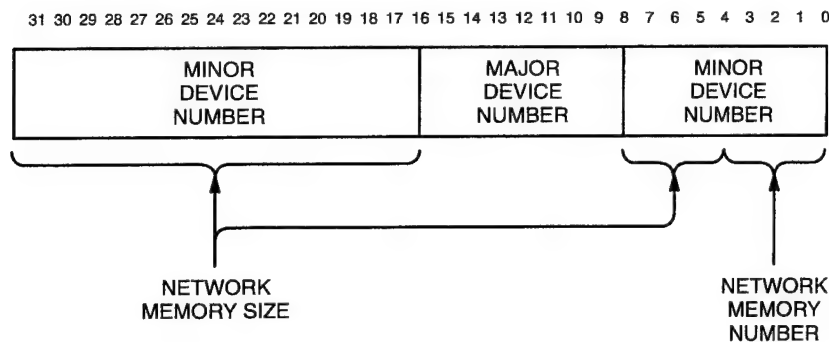 31 30 29 28 27 26 25 24 23 22 21 20 19 18 17 16 15 14 13 12 11 10 9 8 7 6 5 4 3 2 1 0
MINOR
DEVICE
NUMBER
MAJOR
DEVICE
NUMBER
MINOR
DEVICE
NUMBER
NETWORK
MEMORY SIZE
NETWORK
MEMORY
NUMBER